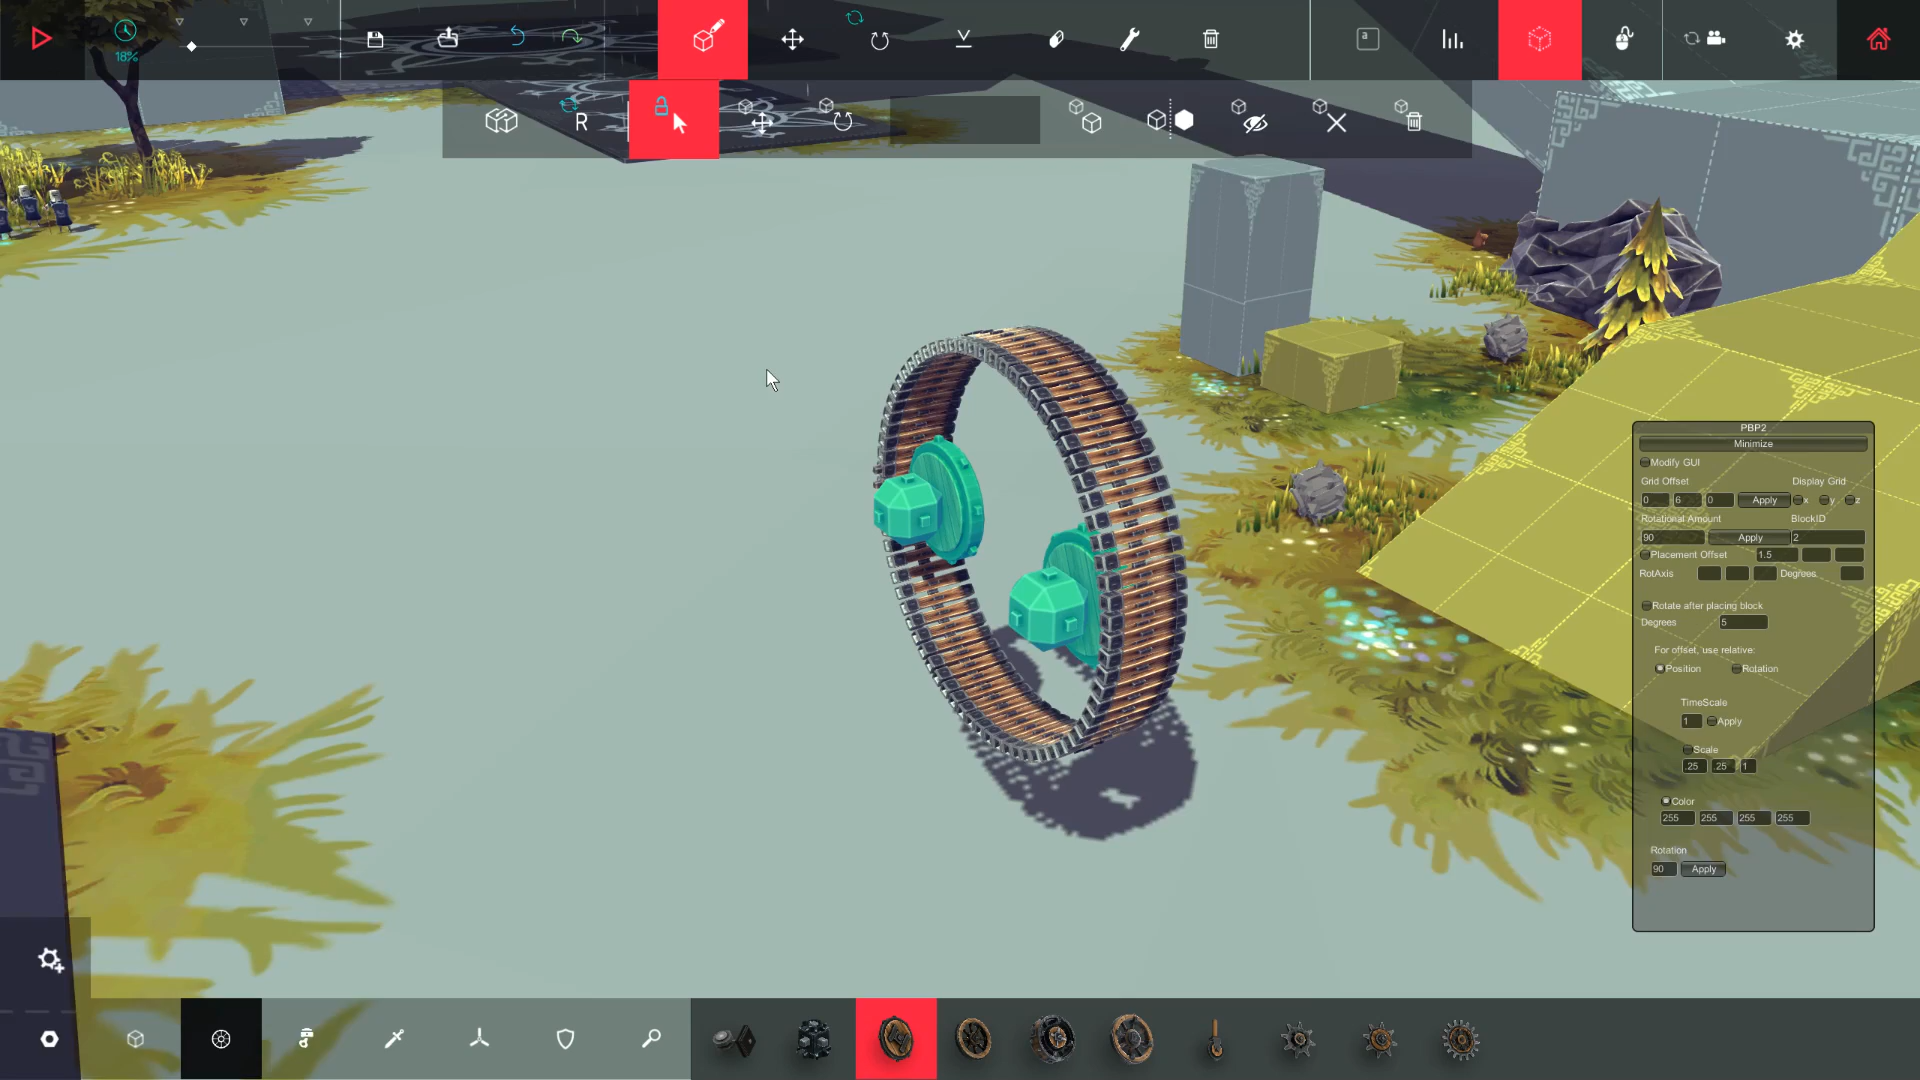 18%
a
R
PBP2
Minimize
Modify GUI
Grid Offset Display Grid
0 6 0 Apply x y z
Rotational Amount BlockID
90 Apply 2
Placement Offset 1.5
RotAxis Degrees
Rotate after placing block
Degrees 5
For offset, use relative:
Position Rotation
TimeScale
1 Apply
Scale
.25 .25 1
Color
255 255 255 255
Rotation
90 Apply